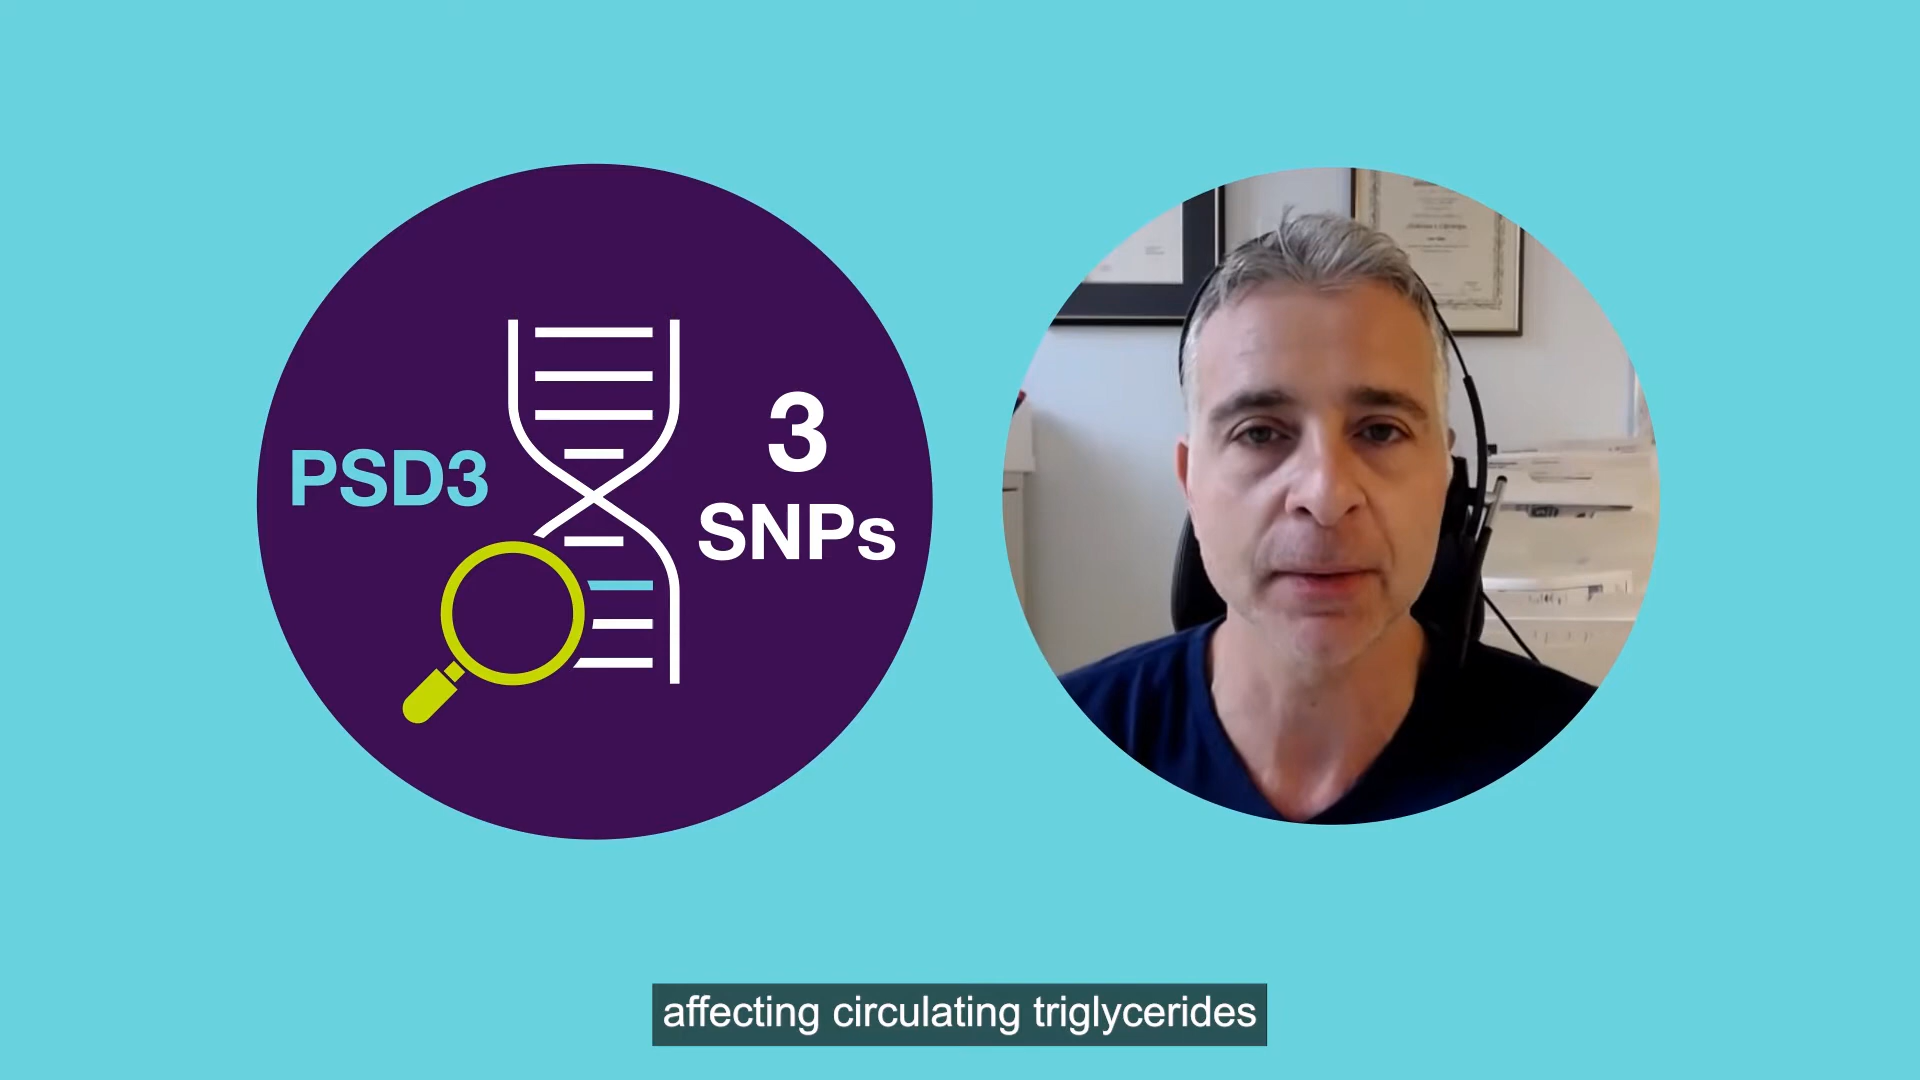 PSD3
3
SNPs
affecting circulating triglycerides